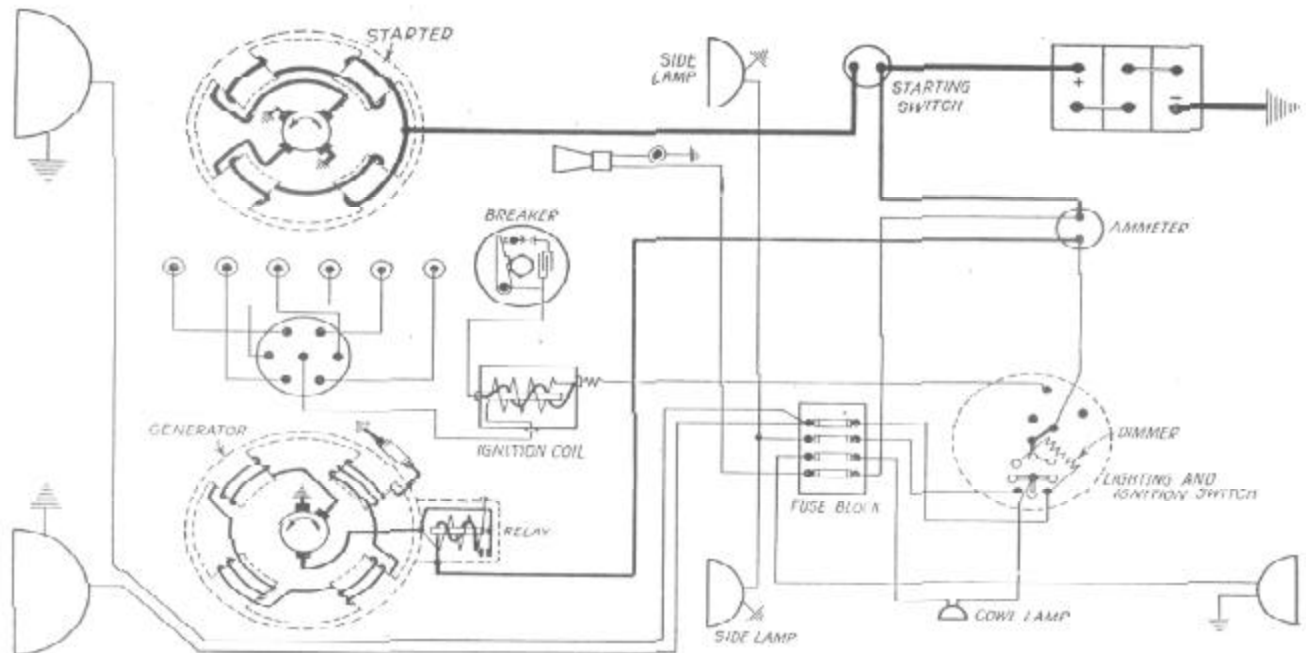 STARTED
SIDE
LAMP
STARTING
SWITCH
+
-
BREAKER
AMMETER
GENERATOR
IGNITION COIL
DIMMER
LIGHTING AND
IGNITION SWITCH
FUSE BLOCK
RELAY
SIDE LAMP
COWL LAMP